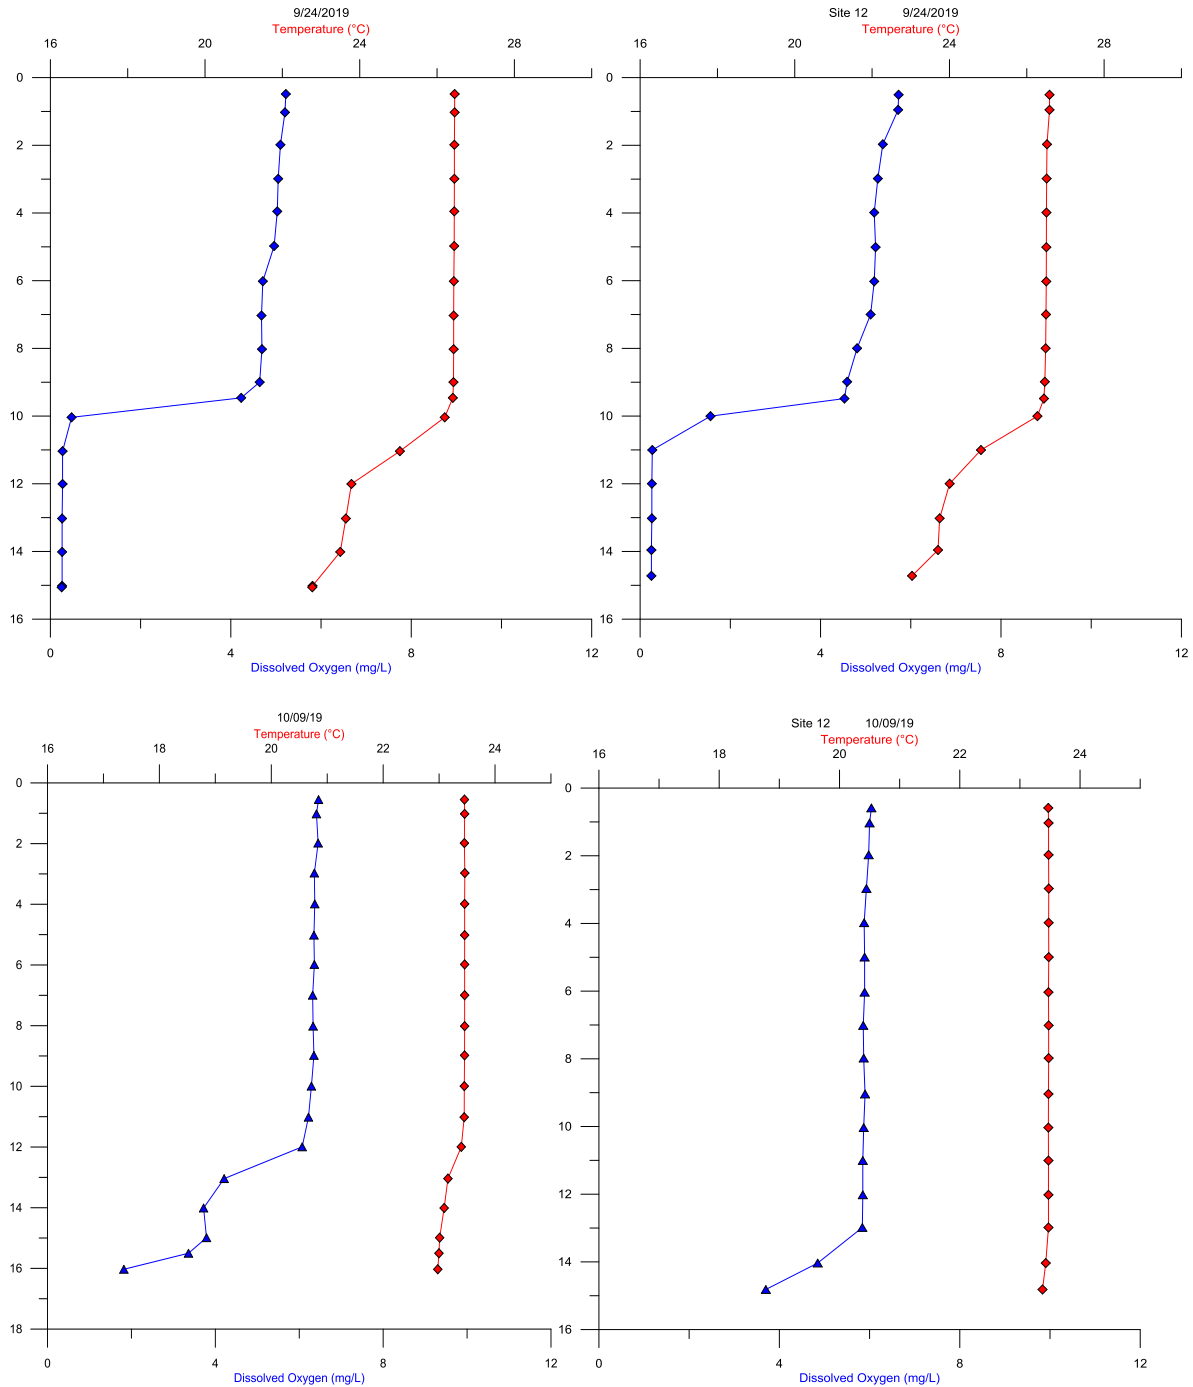 9/24/2019
Temperature (°C)
16 20 24 28
0
2
4
6
8
10
12
14
16
0 4 8 12
Dissolved Oxygen (mg/L)
Site 12 9/24/2019
Temperature (°C)
16 20 24 28
0
2
4
6
8
10
12
14
16
0 4 8 12
Dissolved Oxygen (mg/L)
10/09/19
Temperature (°C)
16 18 20 22 24
0
2
4
6
8
10
12
14
16
18
0 4 8 12
Dissolved Oxygen (mg/L)
Site 12 10/09/19
Temperature (°C)
16 18 20 22 24
0
2
4
6
8
10
12
14
16
0 4 8 12
Dissolved Oxygen (mg/L)